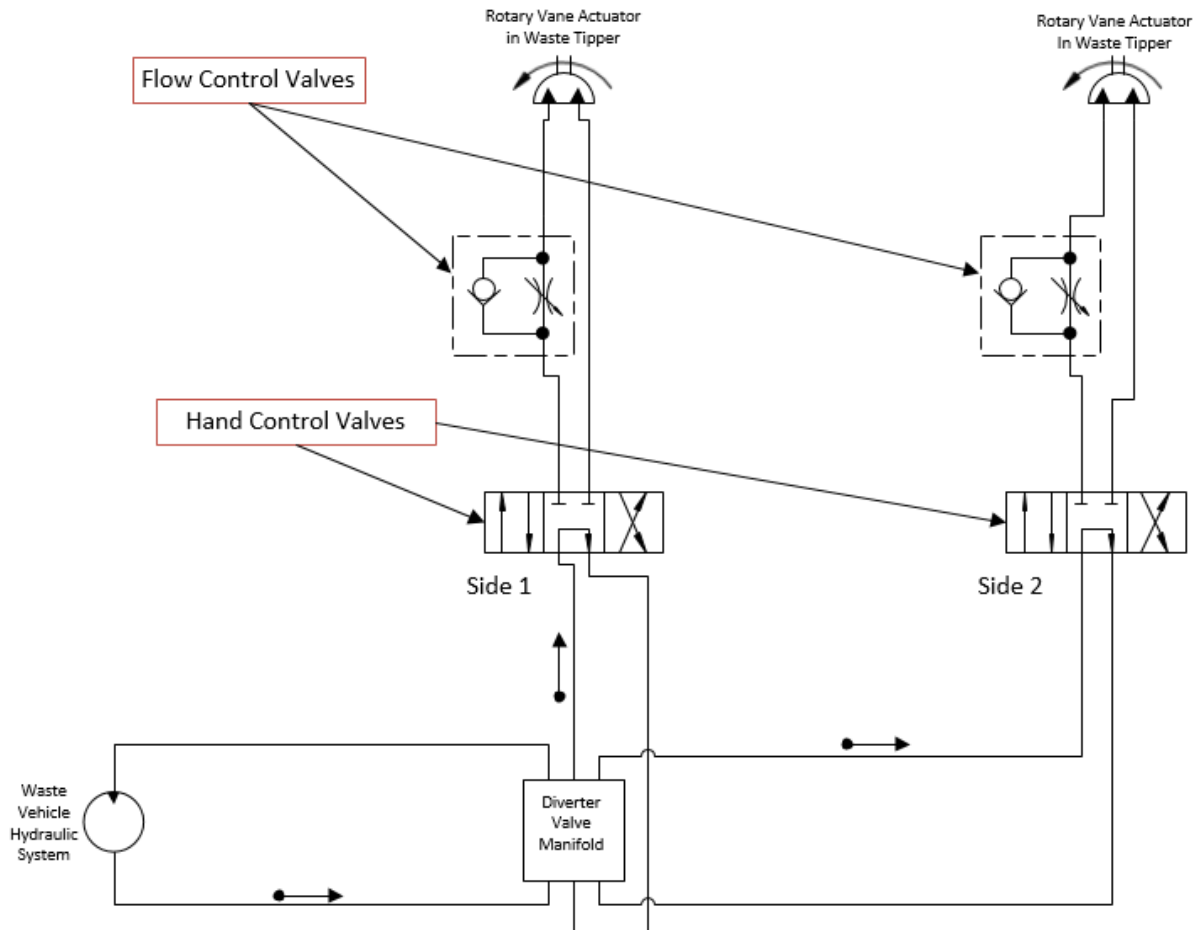 Rotary Vane Actuator
in Waste Tipper
Rotary Vane Actuator
In Waste Tipper
Flow Control Valves
Hand Control Valves
Side 1
Side 2
Waste
Vehicle
Hydraulic
System
Diverter
Valve
Manifold